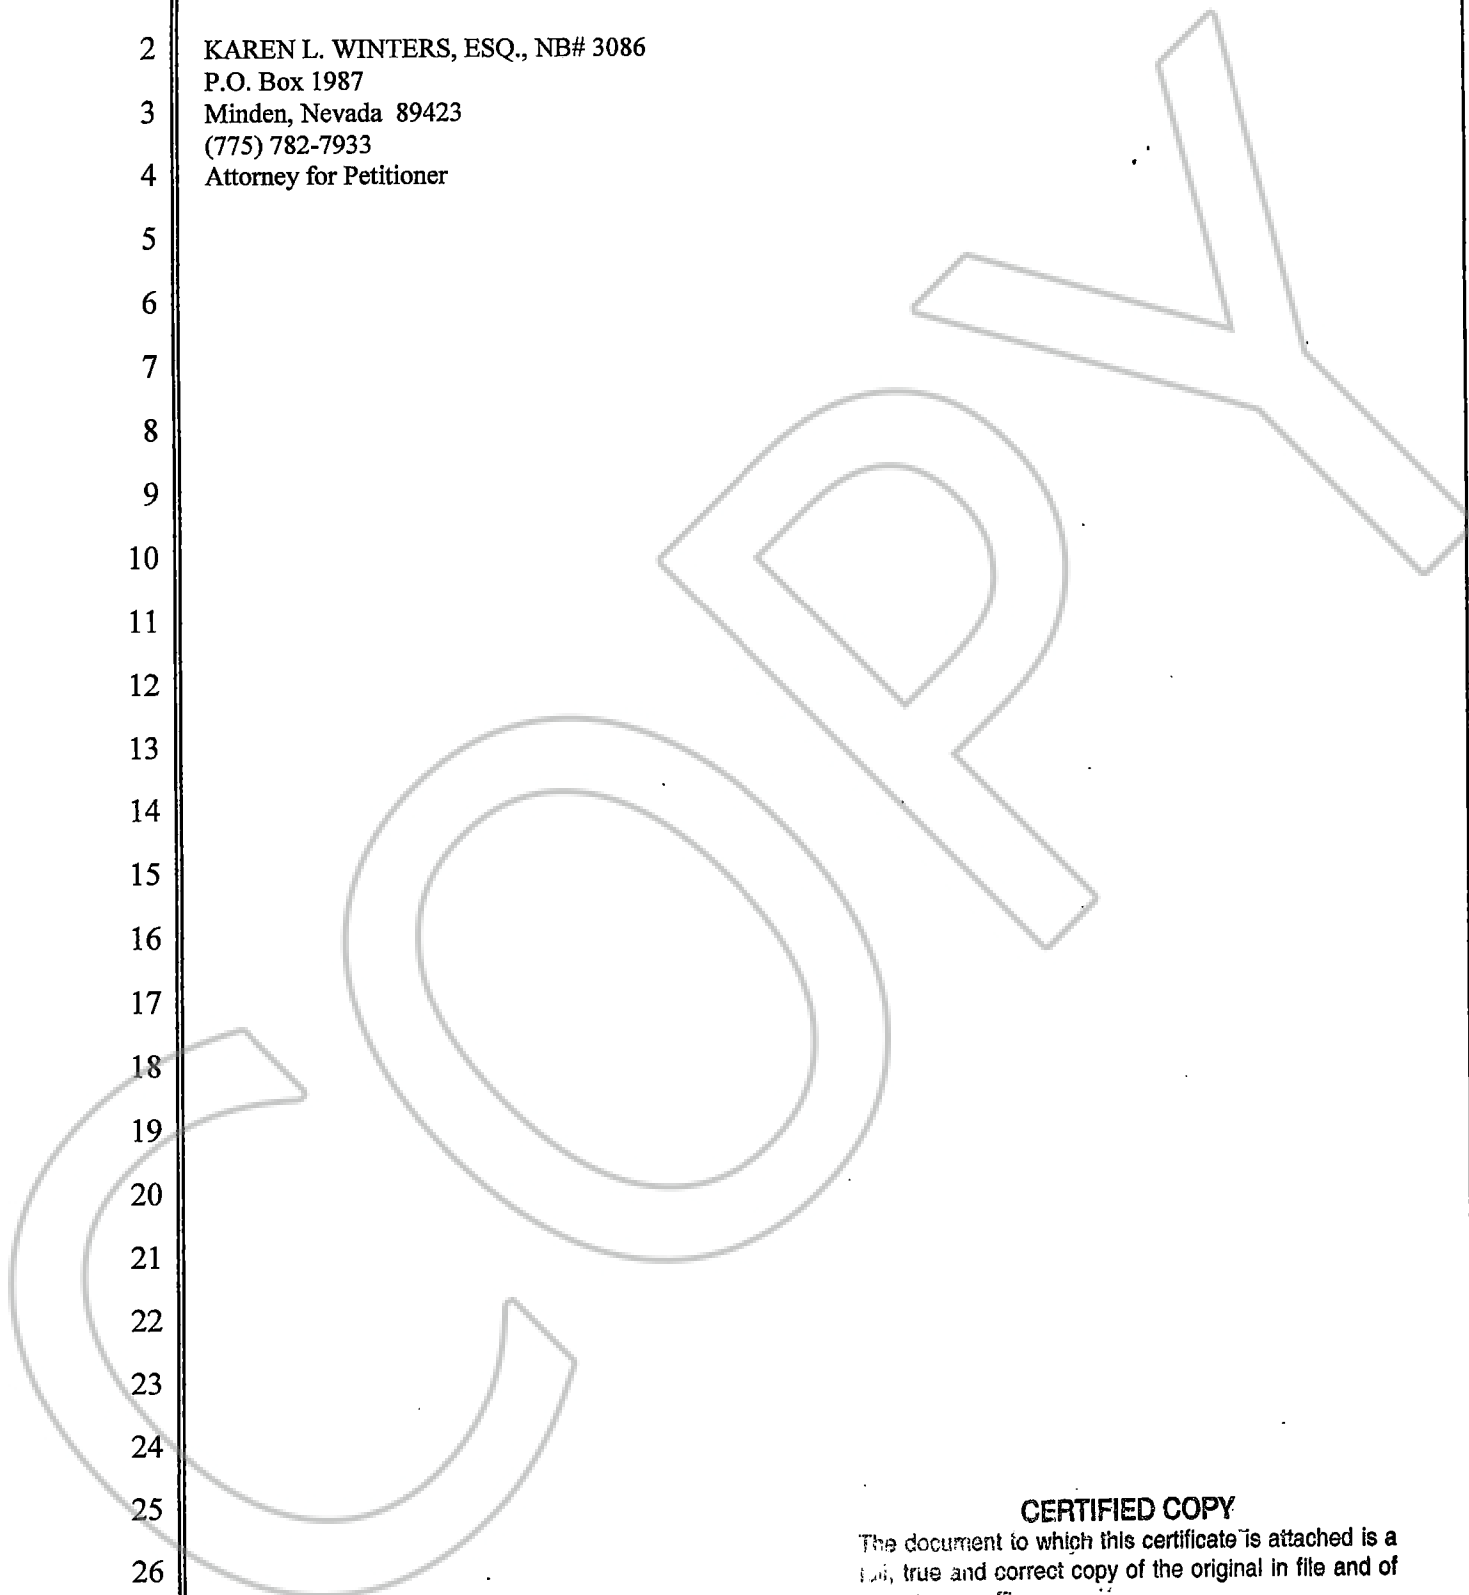 2 KAREN L. WINTERS, ESQ., NB# 3086
P.O. Box 1987
3 Minden, Nevada 89423
(775) 782-7933
4 Attorney for Petitioner
5
6
7
8
9
10
11
12
13
14
15
16
17
18
19
20
21
22
23
24
25
26
COPY
CERTIFIED COPY
The document to which this certificate is attached is a
true and correct copy of the original in file and of